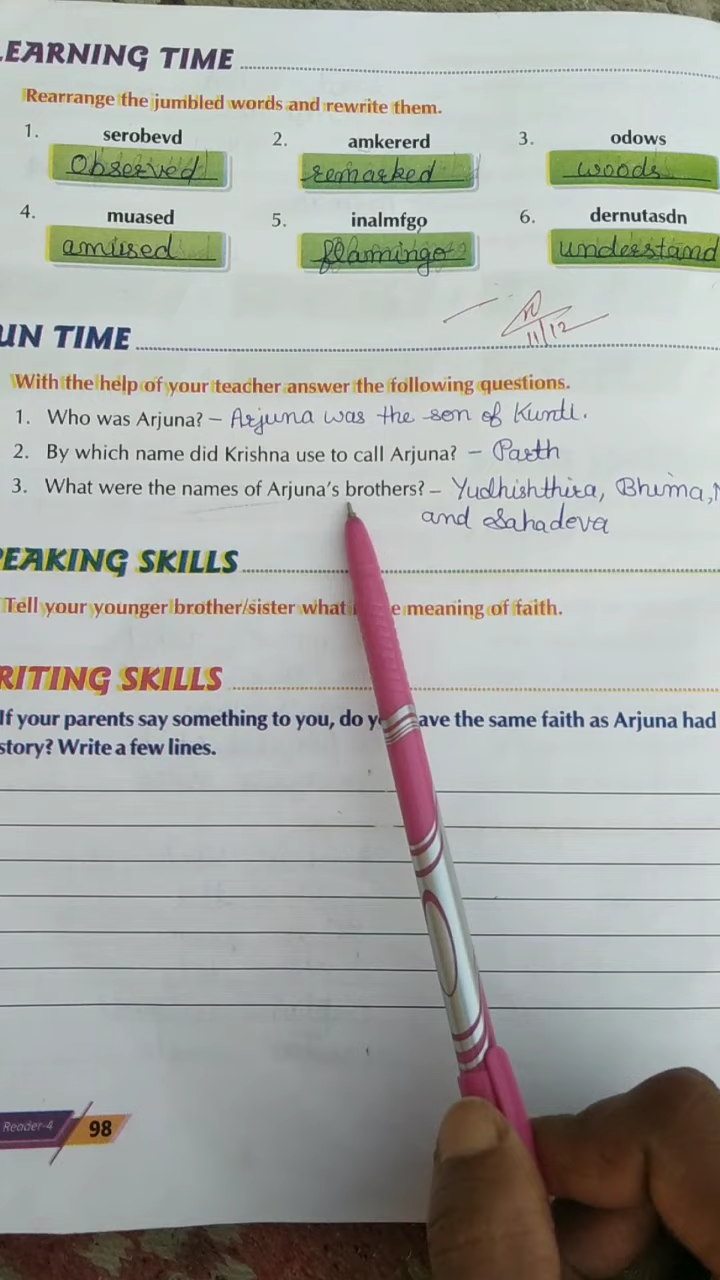 EARNING TIME
Rearrange the jumbled words and rewrite them.
1. serobevd 2. amkererd 3. odows
Observed remarked woods
4. muased 5. inalmfgo 6. dernutasdn
amused flamingo understand
11/12
UN TIME
With the help of your teacher answer the following questions.
1. Who was Arjuna? – Arjuna was the son of Kunti.
2. By which name did Krishna use to call Arjuna? – Parth
3. What were the names of Arjuna's brothers? – Yudhishthira, Bhima,
and Sahadeva
EAKING SKILLS
Tell your younger brother/sister what meaning of faith.
RITING SKILLS
If your parents say something to you, do ave the same faith as Arjuna had
story? Write a few lines.
Reader-4 98